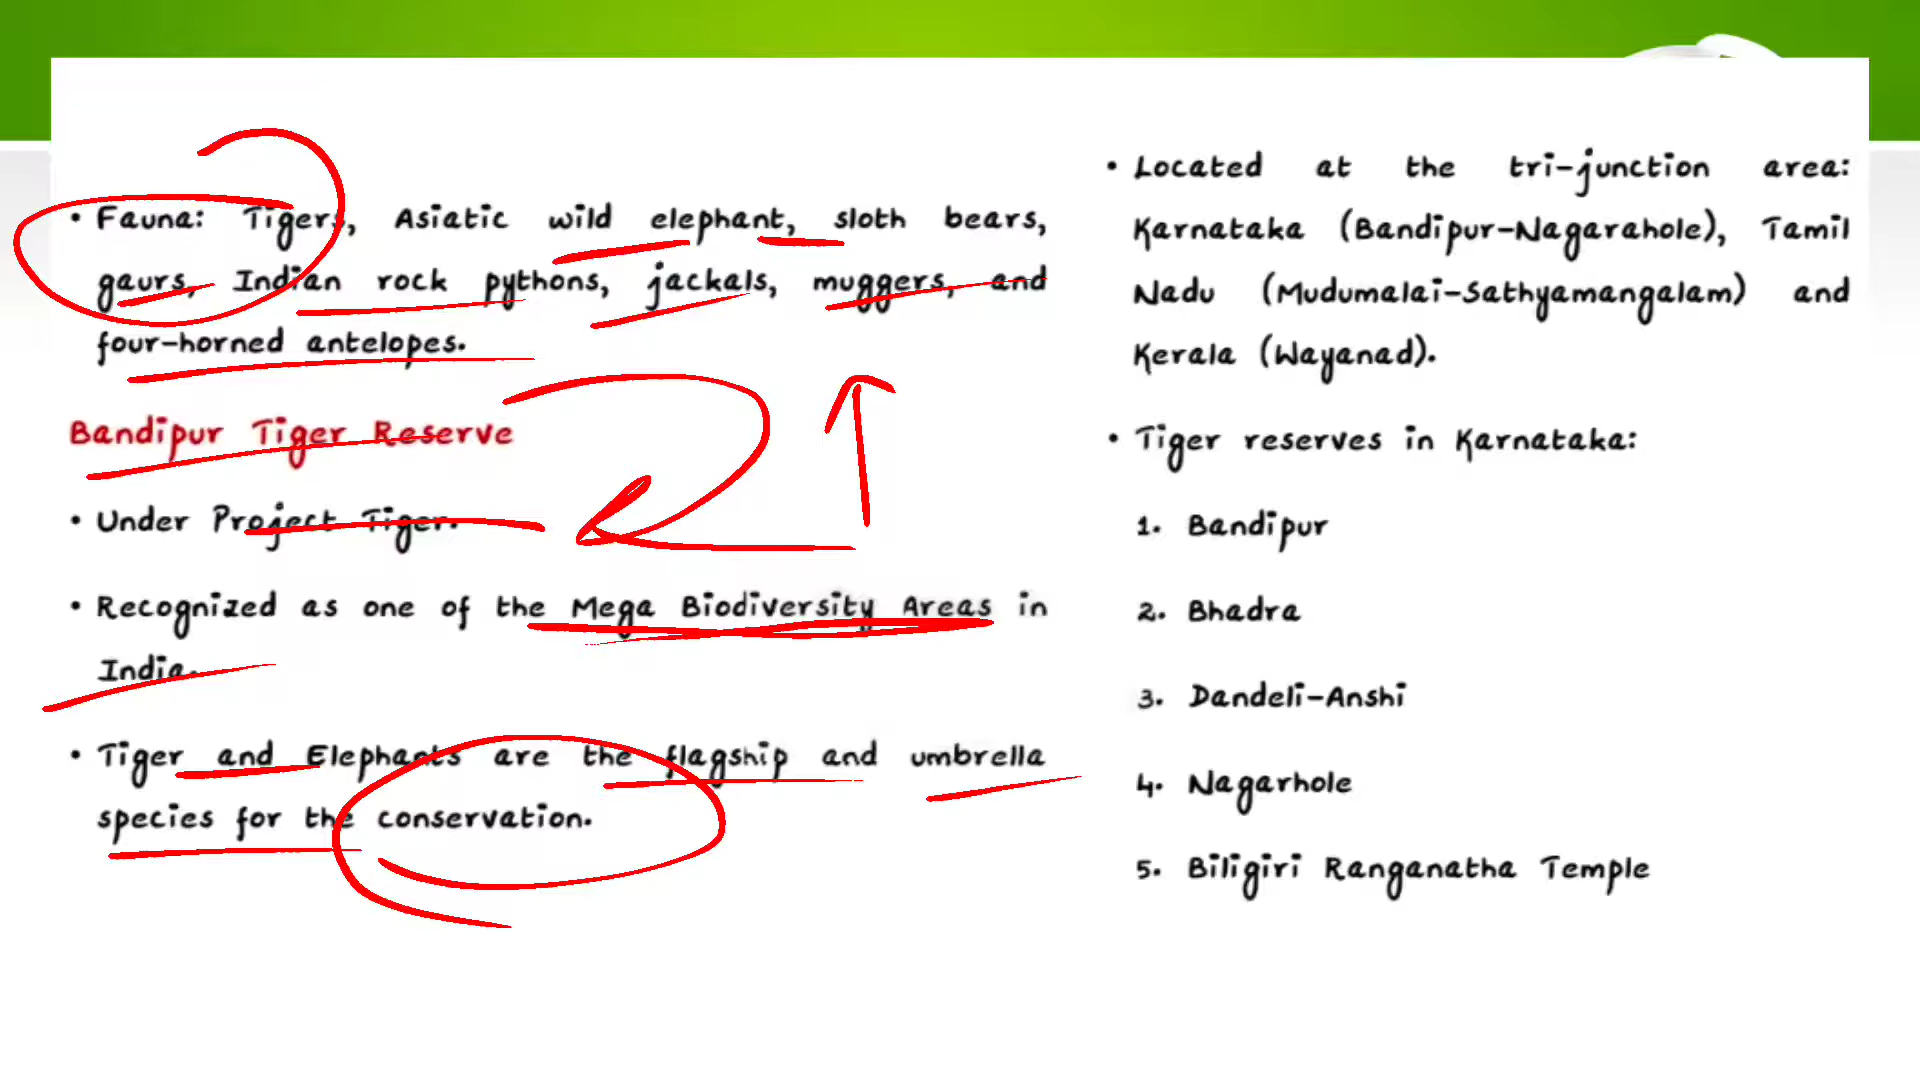 • Fauna: Tigers, Asiatic wild elephant, sloth bears,
gaurs, Indian rock pythons, jackals, muggers, and
four-horned antelopes.
Bandipur Tiger Reserve
• Under Project Tiger.
• Recognized as one of the Mega Biodiversity Areas in
India.
• Tiger and Elephants are the flagship and umbrella
species for the conservation.
• Located at the tri-junction area:
Karnataka (Bandipur-Nagarahole), Tamil
Nadu (Mudumalai-Sathyamangalam) and
Kerala (Wayanad).
• Tiger reserves in Karnataka:
1. Bandipur
2. Bhadra
3. Dandeli-Anshi
4. Nagarhole
5. Biligiri Ranganatha Temple